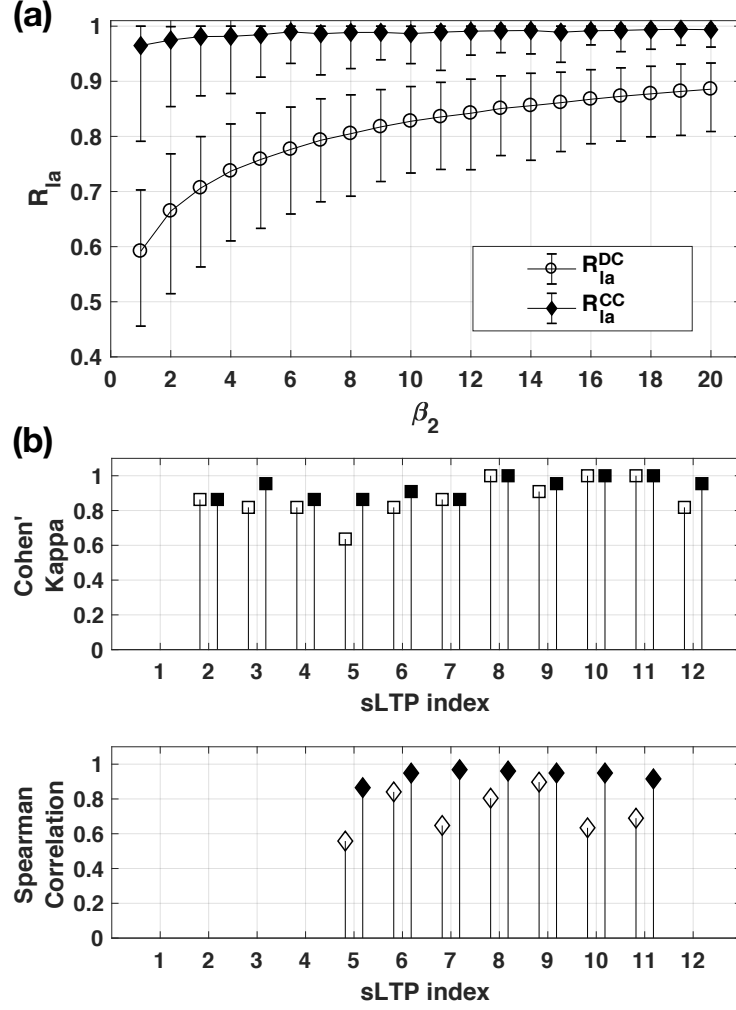 (a)
1
0.9
0.8
0.7
0.6
0.5
0.4
R_la
R_la^DC
R_la^CC
0 2 4 6 8 10 12 14 16 18 20
β_2
(b)
1
0.8
0.6
0.4
0.2
0
Cohen'
Kappa
1 2 3 4 5 6 7 8 9 10 11 12
sLTP index
1
0.8
0.6
0.4
0.2
0
Spearman
Correlation
1 2 3 4 5 6 7 8 9 10 11 12
sLTP index